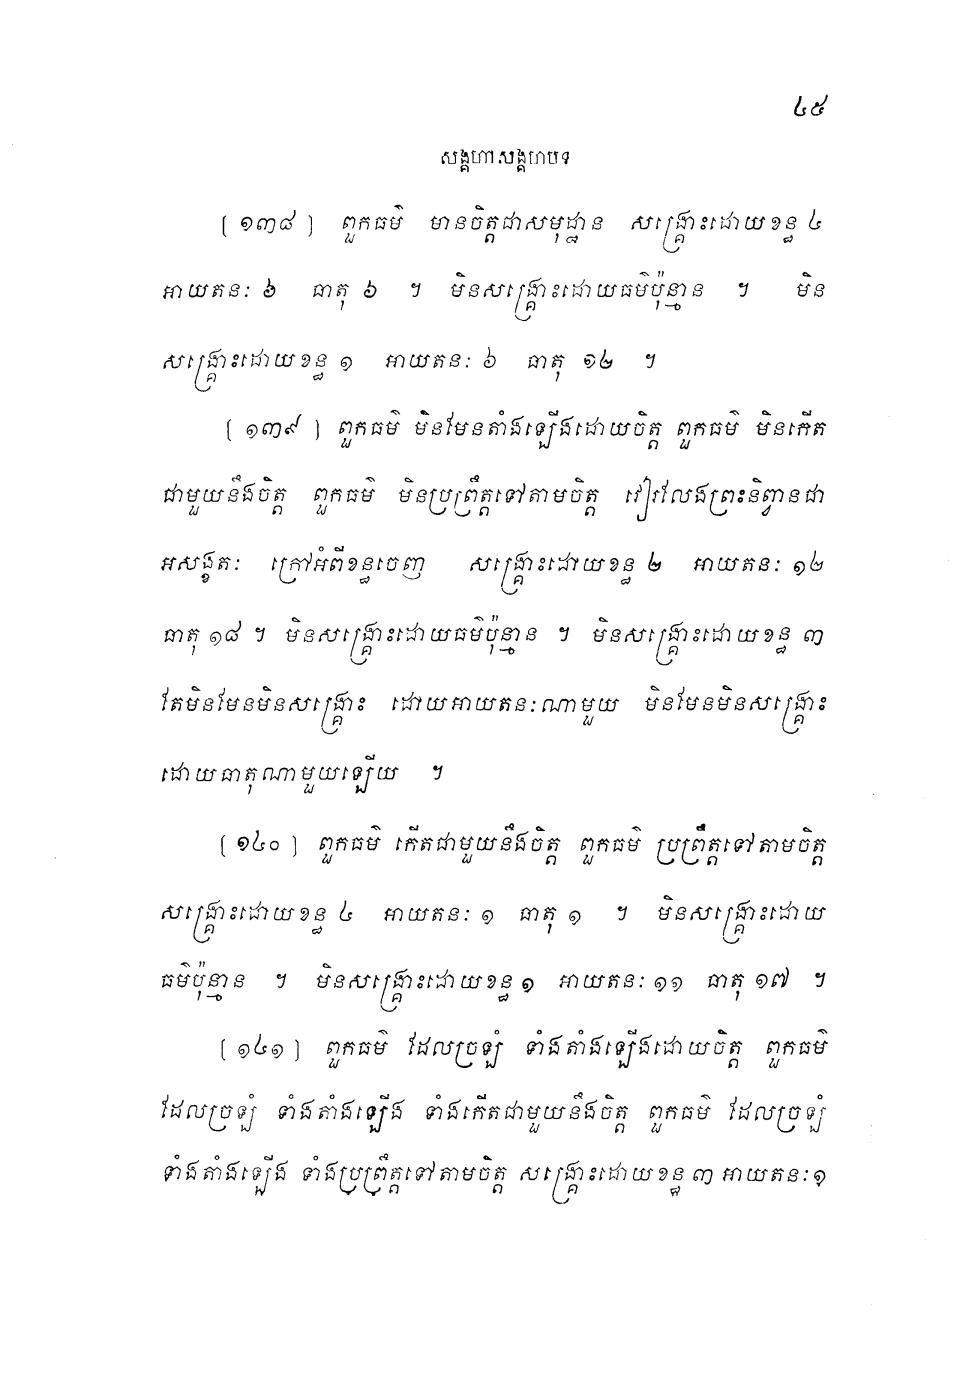 ៤៥
សង្គហាសង្គហបទ
[ ១៣៨ ] ពួកធម៌ មានចិត្តជាសមុដ្ឋាន សង្គ្រោះដោយខន្ធ ៤
អាយតនៈ ៦ ធាតុ ៦ ។ មិនសង្គ្រោះដោយធម៌ប៉ុន្មាន ។ មិន
សង្គ្រោះដោយខន្ធ ១ អាយតនៈ ៦ ធាតុ ១២ ។
[ ១៣៩ ] ពួកធម៌ មិនមែនតាំងឡើងដោយចិត្ត ពួកធម៌ មិនកើត
ជាមួយនឹងចិត្ត ពួកធម៌ មិនប្រព្រឹត្តទៅតាមចិត្ត វៀរលែងព្រះនិព្វានជា
អសង្ខតៈ ក្រៅអំពីខន្ធចេញ សង្គ្រោះដោយខន្ធ ២ អាយតនៈ ១២
ធាតុ ១៨ ។ មិនសង្គ្រោះដោយធម៌ប៉ុន្មាន ។ មិនសង្គ្រោះដោយខន្ធ ៣
តែមិនមែនមិនសង្គ្រោះ ដោយអាយតនៈណាមួយ មិនមែនមិនសង្គ្រោះ
ដោយធាតុណាមួយឡើយ ។
[ ១៤០ ] ពួកធម៌ កើតជាមួយនឹងចិត្ត ពួកធម៌ ប្រព្រឹត្តទៅតាមចិត្ត
សង្គ្រោះដោយខន្ធ ៤ អាយតនៈ ១ ធាតុ ១ ។ មិនសង្គ្រោះដោយ
ធម៌ប៉ុន្មាន ។ មិនសង្គ្រោះដោយខន្ធ ១ អាយតនៈ ១១ ធាតុ ១៧ ។
[ ១៤១ ] ពួកធម៌ ដែលច្រឡំ ទាំងតាំងឡើងដោយចិត្ត ពួកធម៌
ដែលច្រឡំ ទាំងតាំងឡើង ទាំងកើតជាមួយនឹងចិត្ត ពួកធម៌ ដែលច្រឡំ
ទាំងតាំងឡើង ទាំងប្រព្រឹត្តទៅតាមចិត្ត សង្គ្រោះដោយខន្ធ ៣ អាយតនៈ ១